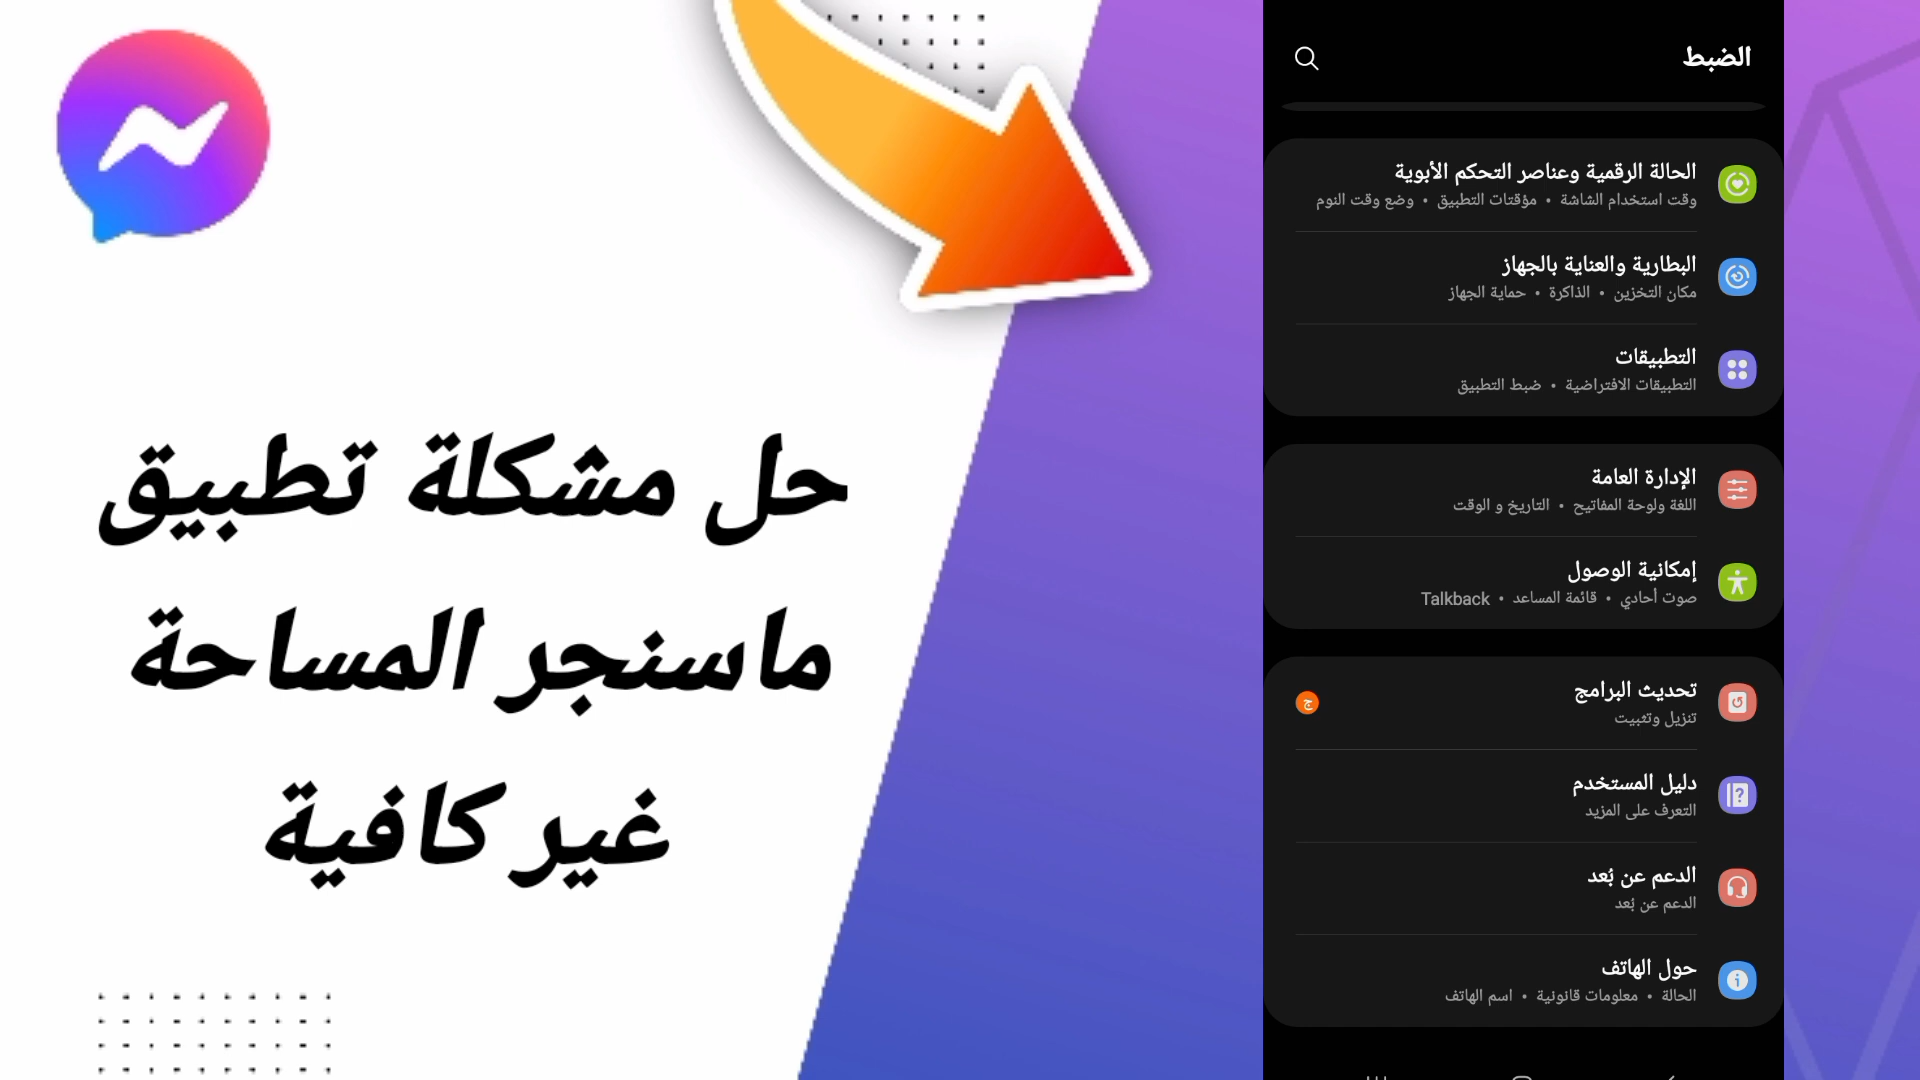 حل مشكلة تطبيق
ماسنجر المساحة
غير كافية
الضبط
الحالة الرقمية وعناصر التحكم الأبوية
وقت استخدام الشاشة • مؤقتات التطبيق • وضع وقت النوم
البطارية والعناية بالجهاز
مكان التخزين • الذاكرة • حماية الجهاز
التطبيقات
التطبيقات الافتراضية • ضبط التطبيق
الإدارة العامة
اللغة ولوحة المفاتيح • التاريخ و الوقت
إمكانية الوصول
صوت أحادي • قائمة المساعد • Talkback
تحديث البرامج
ج
تنزيل وتثبيت
دليل المستخدم
التعرف على المزيد
الدعم عن بُعد
الدعم عن بُعد
حول الهاتف
الحالة • معلومات قانونية • اسم الهاتف